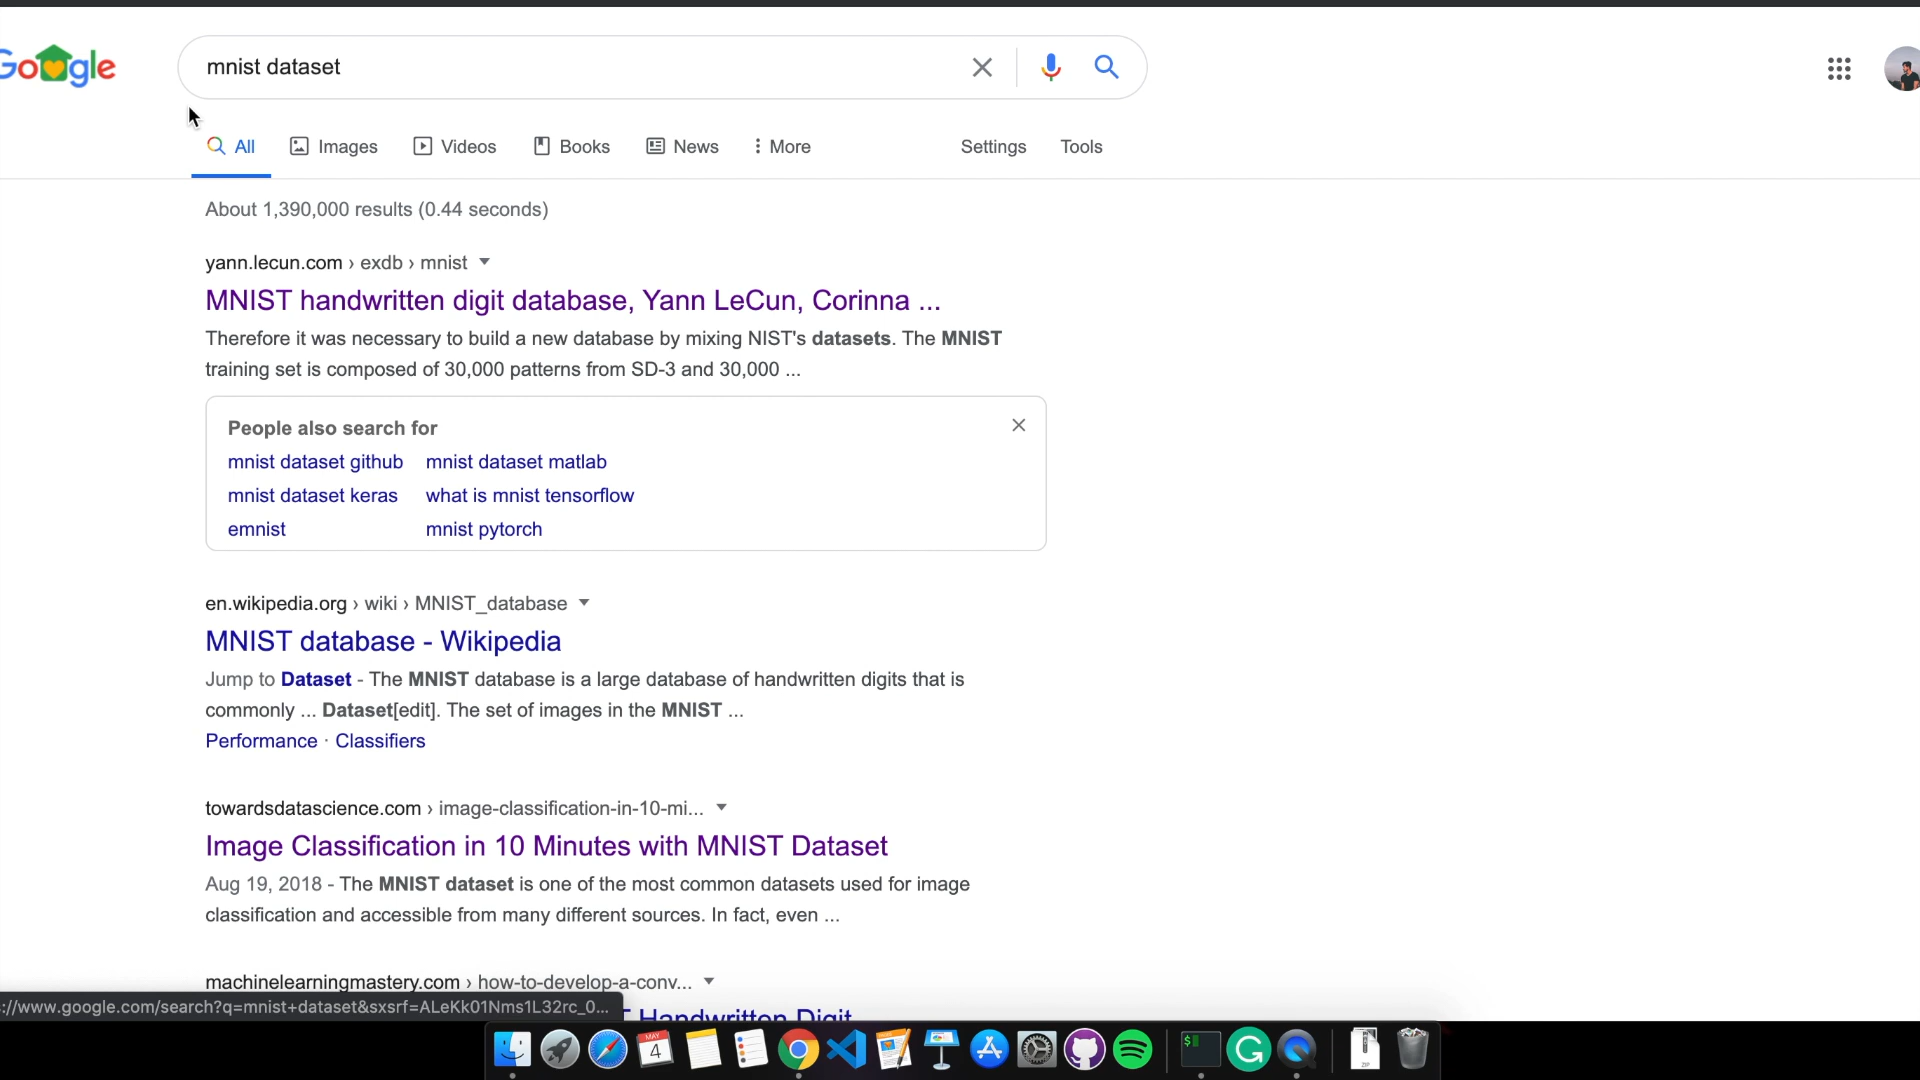 Google
mnist dataset
All Images Videos Books News More Settings Tools
About 1,390,000 results (0.44 seconds)
yann.lecun.com › exdb › mnist
MNIST handwritten digit database, Yann LeCun, Corinna ...
Therefore it was necessary to build a new database by mixing NIST's datasets. The MNIST
training set is composed of 30,000 patterns from SD-3 and 30,000 ...
People also search for
mnist dataset github mnist dataset matlab
mnist dataset keras what is mnist tensorflow
emnist mnist pytorch
en.wikipedia.org › wiki › MNIST_database
MNIST database - Wikipedia
Jump to Dataset - The MNIST database is a large database of handwritten digits that is
commonly ... Dataset[edit]. The set of images in the MNIST ...
Performance · Classifiers
towardsdatascience.com › image-classification-in-10-mi...
Image Classification in 10 Minutes with MNIST Dataset
Aug 19, 2018 - The MNIST dataset is one of the most common datasets used for image
classification and accessible from many different sources. In fact, even ...
machinelearningmastery.com › how-to-develop-a-conv...
://www.google.com/search?q=mnist+dataset&sxsrf=ALeKk01Nms1L32rc_0...
T Handwritten Digit
MAY
4
$
ZIP